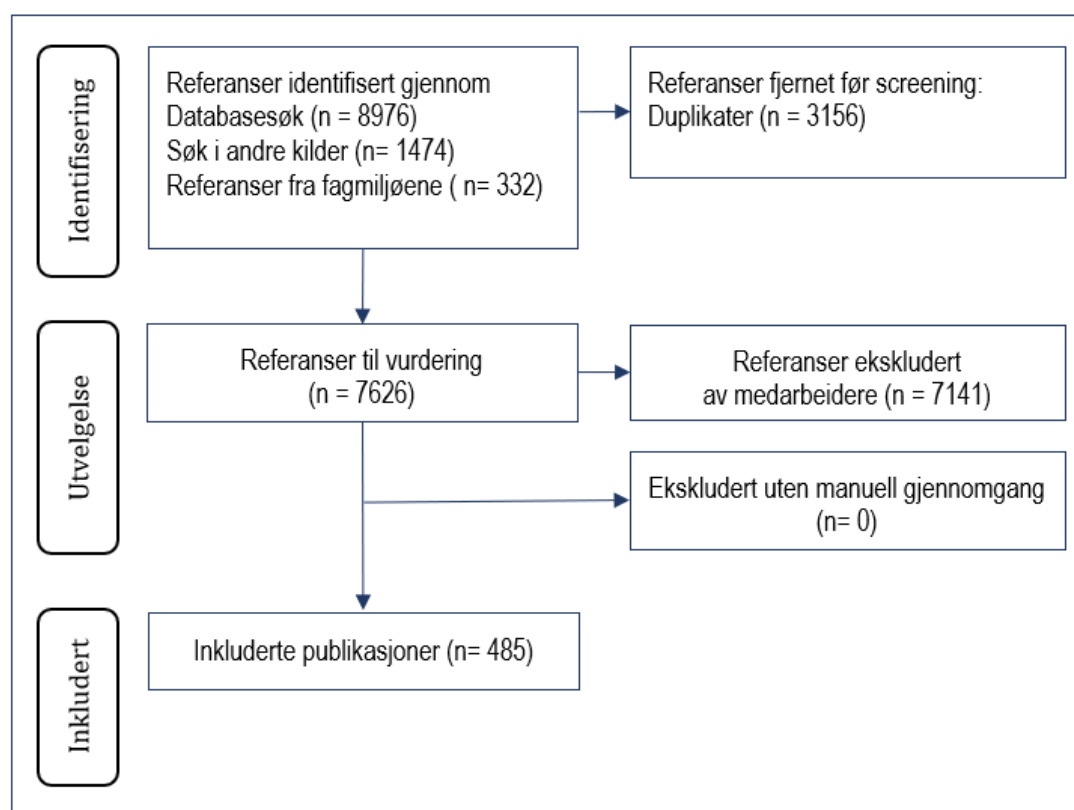 Identifisering
Referanser identifisert gjennom
Databasesøk (n = 8976)
Søk i andre kilder (n= 1474)
Referanser fra fagmiljøene ( n= 332)
Referanser fjernet før screening:
Duplikater (n = 3156)
Utvelgelse
Referanser til vurdering
(n = 7626)
Referanser ekskludert
av medarbeidere (n = 7141)
Ekskludert uten manuell gjennomgang
(n= 0)
Inkludert
Inkluderte publikasjoner (n= 485)